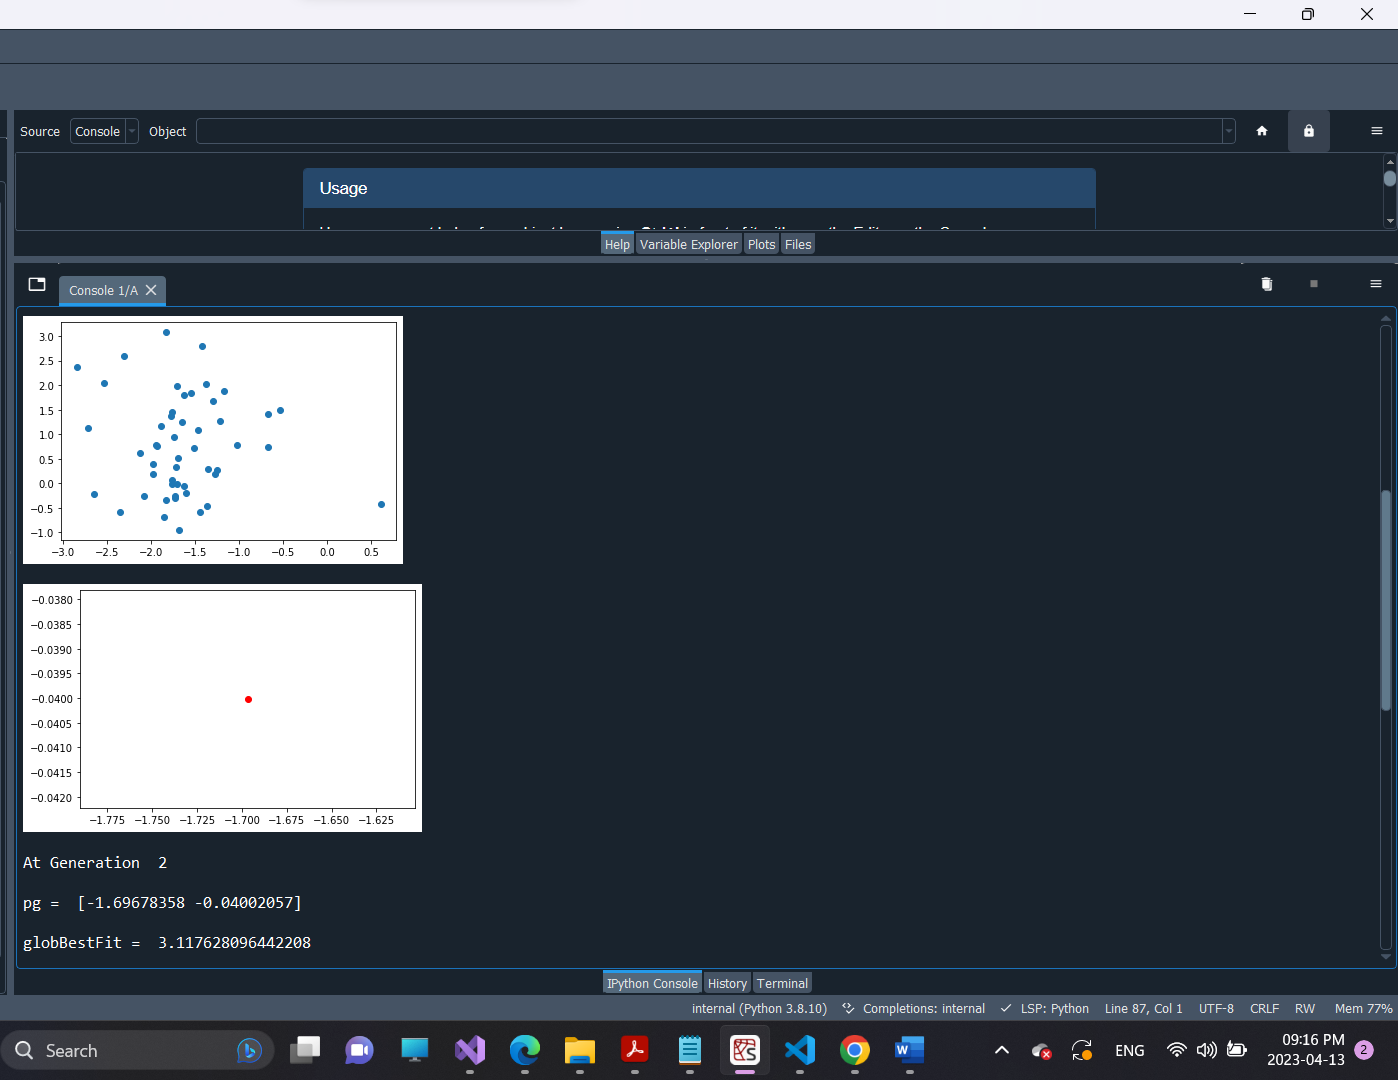 Source Console Object
Usage
Help Variable Explorer Plots Files
Console 1/A
3.0
2.5
2.0
1.5
1.0
0.5
0.0
−0.5
−1.0
−3.0 −2.5 −2.0 −1.5 −1.0 −0.5 0.0 0.5
−0.0380
−0.0385
−0.0390
−0.0395
−0.0400
−0.0405
−0.0410
−0.0415
−0.0420
−1.775 −1.750 −1.725 −1.700 −1.675 −1.650 −1.625
At Generation 2
pg = [-1.69678358 -0.04002057]
globBestFit = 3.117628096442208
IPython Console History Terminal
internal (Python 3.8.10) Completions: internal LSP: Python Line 87, Col 1 UTF-8 CRLF RW Mem 77%
Search ENG 09:16 PM
2023-04-13 2